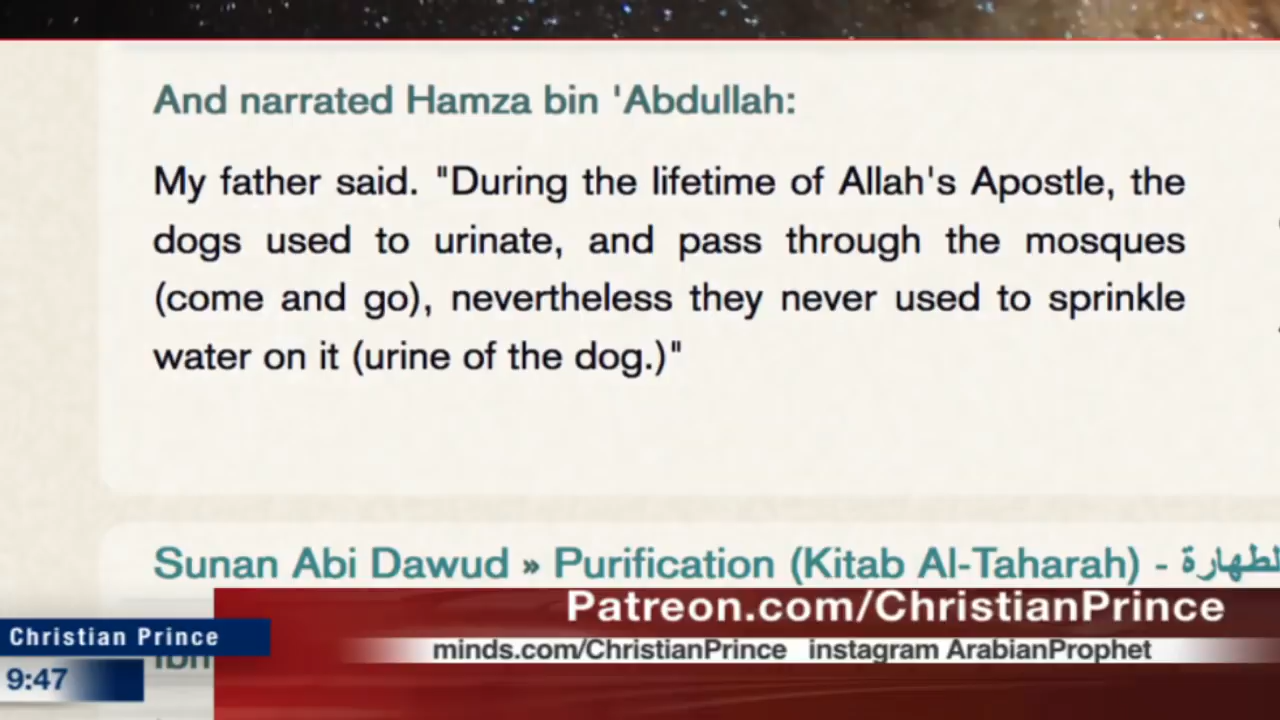 And narrated Hamza bin 'Abdullah:
My father said. "During the lifetime of Allah's Apostle, the
dogs used to urinate, and pass through the mosques
(come and go), nevertheless they never used to sprinkle
water on it (urine of the dog.)"
Sunan Abi Dawud » Purification (Kitab Al-Taharah) -
Patreon.com/ChristianPrince
Christian Prince
minds.com/ChristianPrince instagram ArabianProphet
9:47